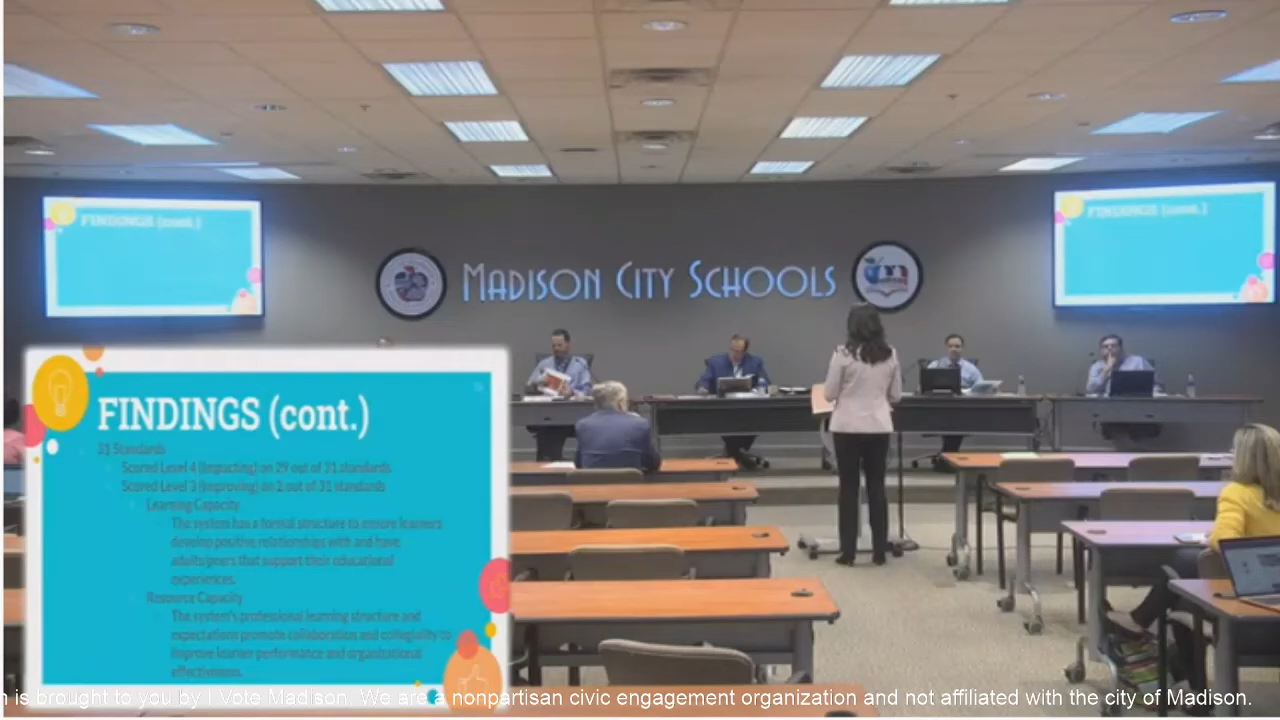 FINDINGS (cont.)
FINDINGS (cont.)
MADISON CITY SCHOOLS
FINDINGS (cont.)
31 Standards
Scored Level 4 (Impacting) on 29 out of 31 standards
Scored Level 3 (Improving) on 2 out of 31 standards
Learning Capacity
The system has a formal structure to ensure learners
develop positive relationships with and have
adults/peers that support their educational
experiences.
Resource Capacity
The system's professional learning structure and
expectations promote collaboration and collegiality to
improve learner performance and organizational
effectiveness.
is brought to you by I Vote Madison. We are a nonpartisan civic engagement organization and not affiliated with the city of Madison.